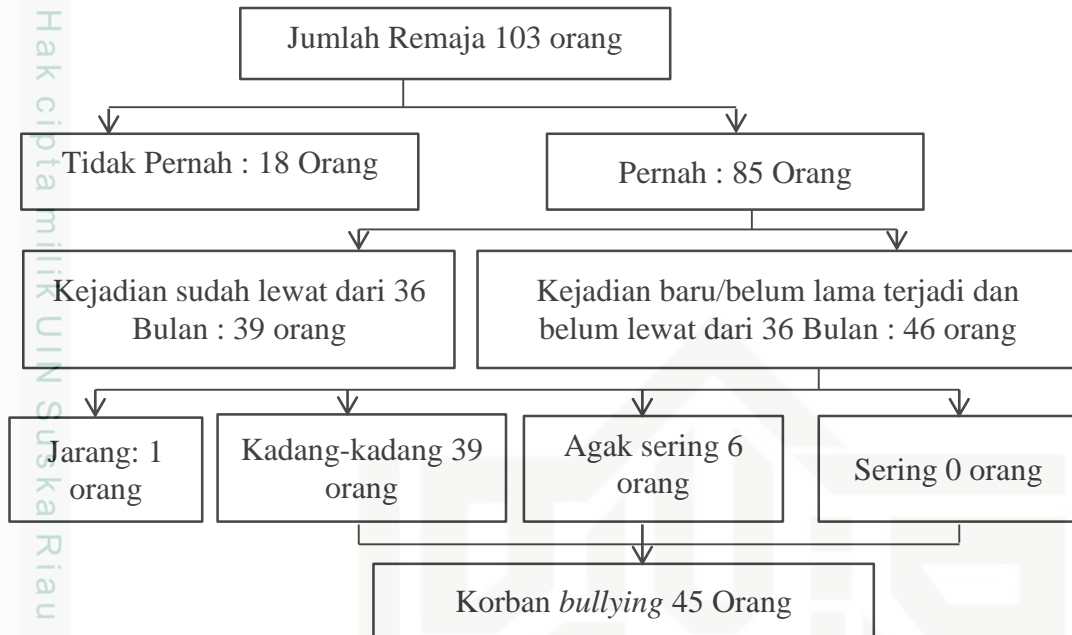 Hak cipta milik UIN Suska Riau
Jumlah Remaja 103 orang
Tidak Pernah : 18 Orang
Pernah : 85 Orang
Kejadian sudah lewat dari 36
Bulan : 39 orang
Kejadian baru/belum lama terjadi dan
belum lewat dari 36 Bulan : 46 orang
Jarang: 1
orang
Kadang-kadang 39
orang
Agak sering 6
orang
Sering 0 orang
Korban bullying 45 Orang